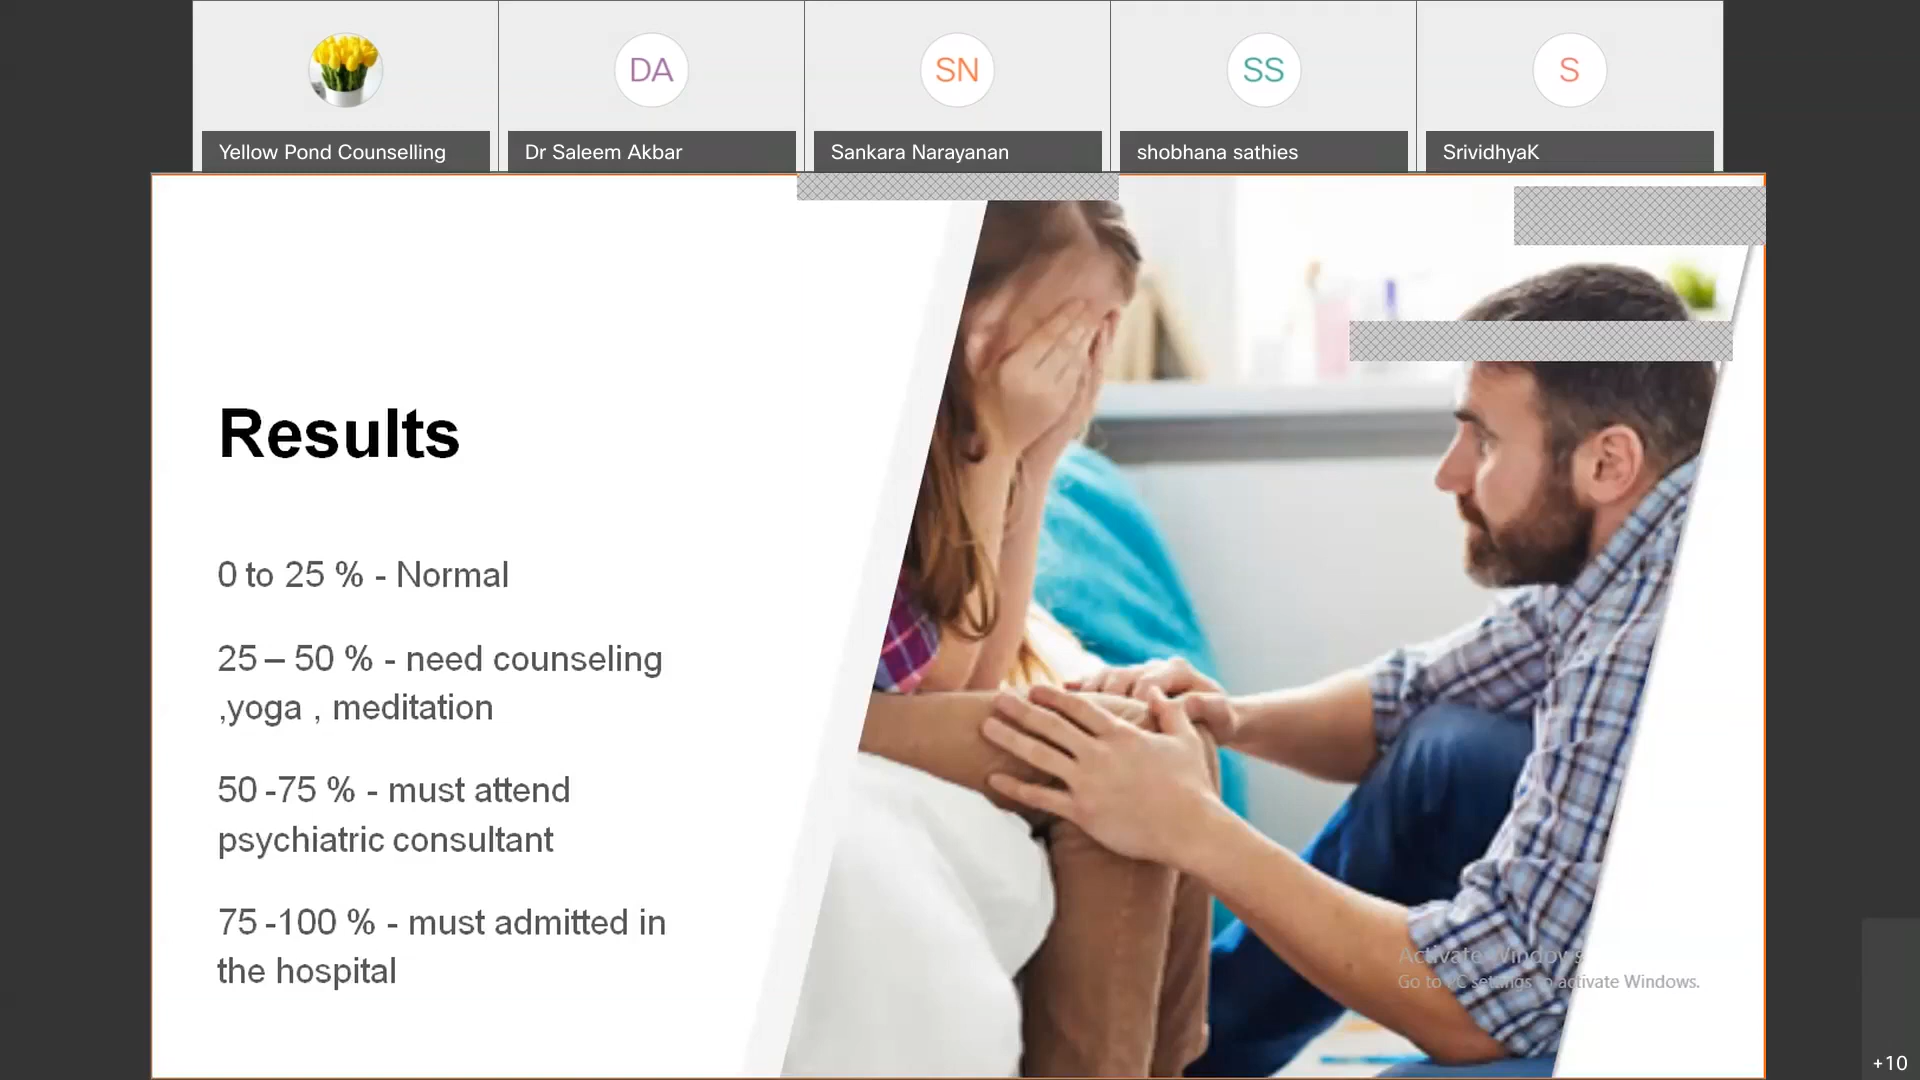 DA
SN
SS
S
Yellow Pond Counselling
Dr Saleem Akbar
Sankara Narayanan
shobhana sathies
SrividhyaK
Results
0 to 25 % - Normal
25 – 50 % - need counseling
,yoga , meditation
50 -75 % - must attend
psychiatric consultant
75 -100 % - must admitted in
the hospital
Activate Windows
Go to PC settings to activate Windows.
+10